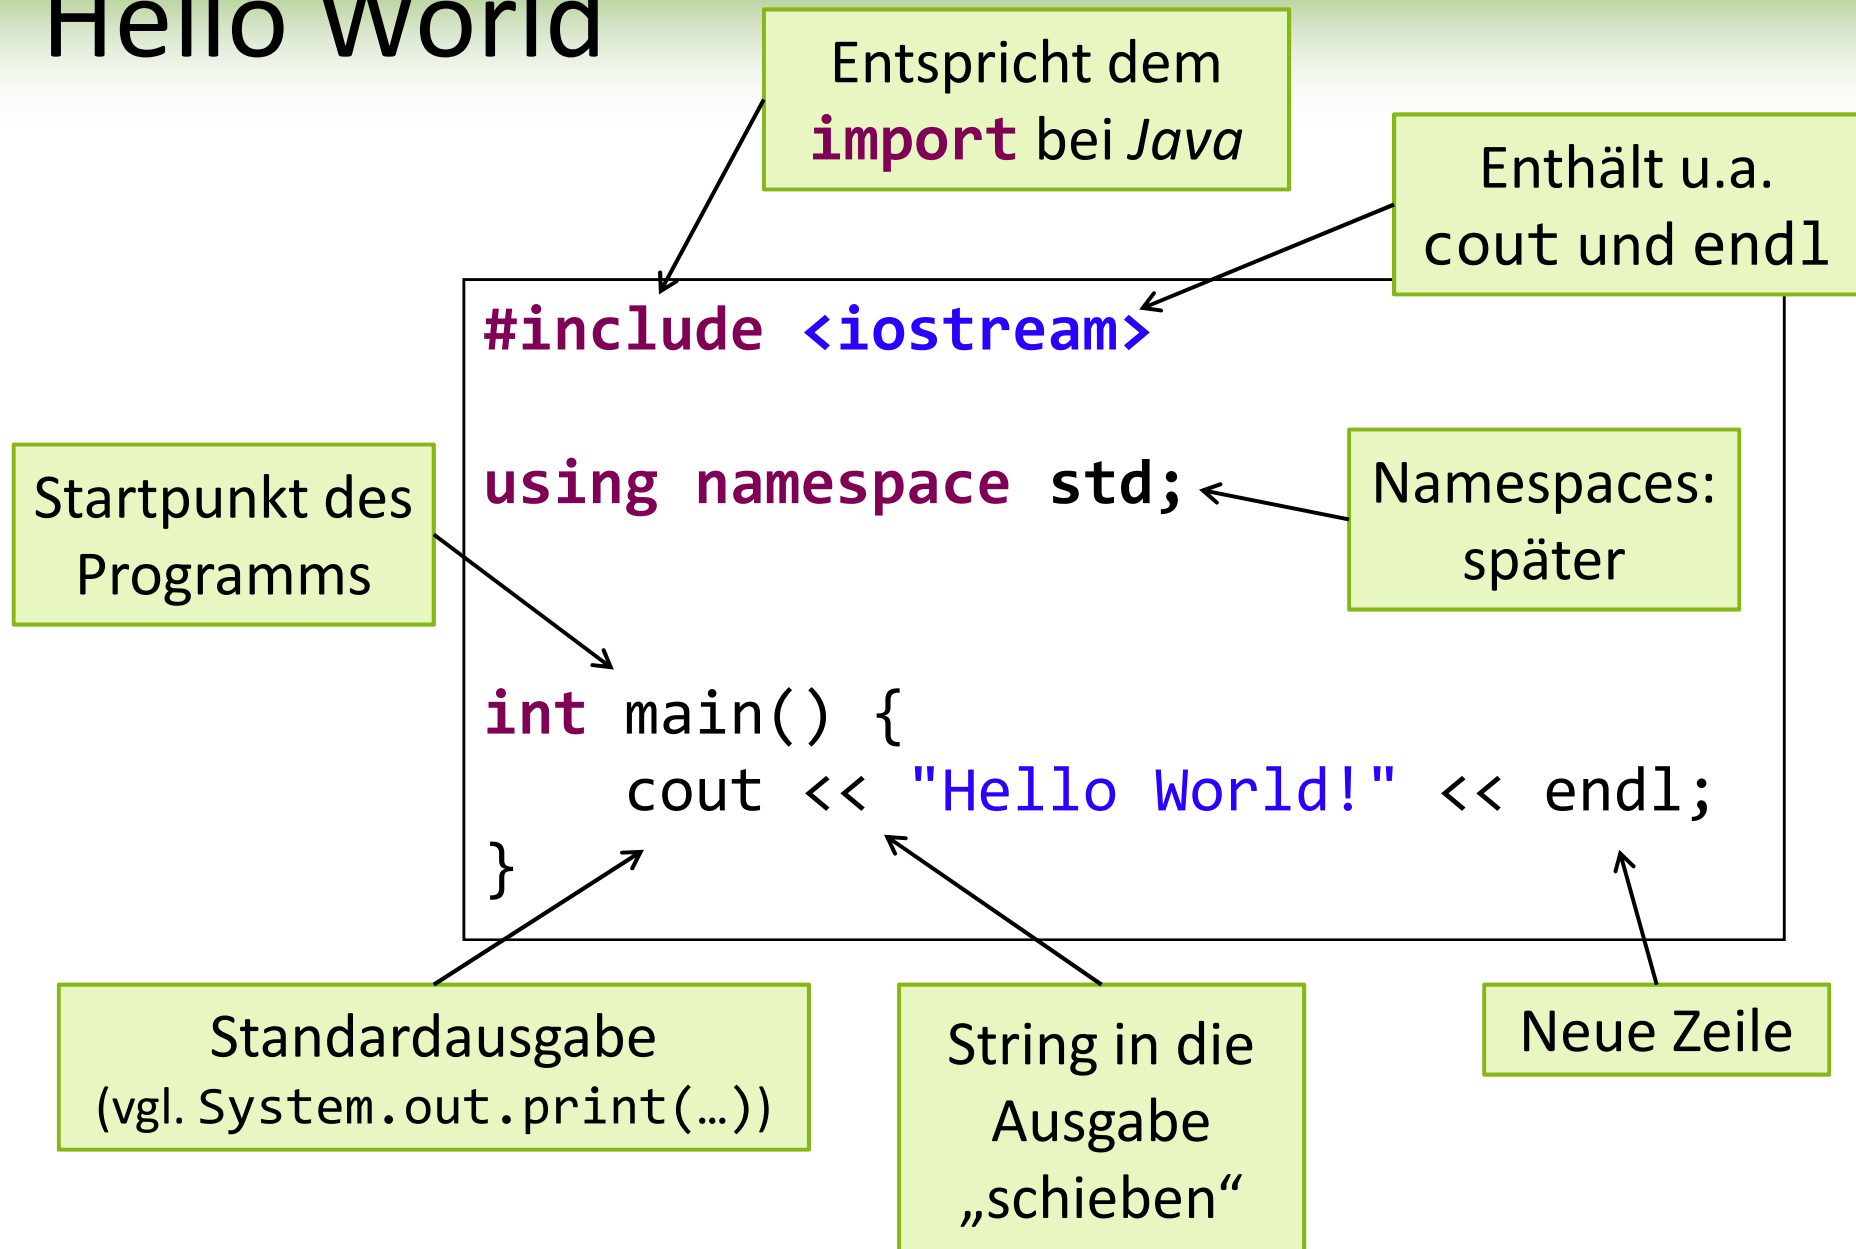 Hello World
Entspricht dem
import bei Java
Enthält u.a.
cout und endl
#include <iostream>
using namespace std;
Namespaces:
später
Startpunkt des
Programms
int main() {
    cout << "Hello World!" << endl;
}
Standardausgabe
(vgl. System.out.print(…))
String in die
Ausgabe
„schieben“
Neue Zeile